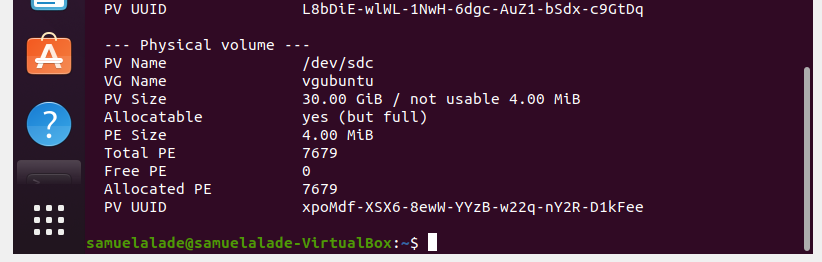 PV UUID L8bDiE-wlWL-1NwH-6dgc-AuZ1-bSdx-c9GtDq
--- Physical volume ---
PV Name /dev/sdc
VG Name vgubuntu
PV Size 30.00 GiB / not usable 4.00 MiB
Allocatable yes (but full)
PE Size 4.00 MiB
Total PE 7679
Free PE 0
Allocated PE 7679
PV UUID xpoMdf-XSX6-8ewW-YYzB-w22q-nY2R-D1kFee
samuelalade@samuelalade-VirtualBox:~$